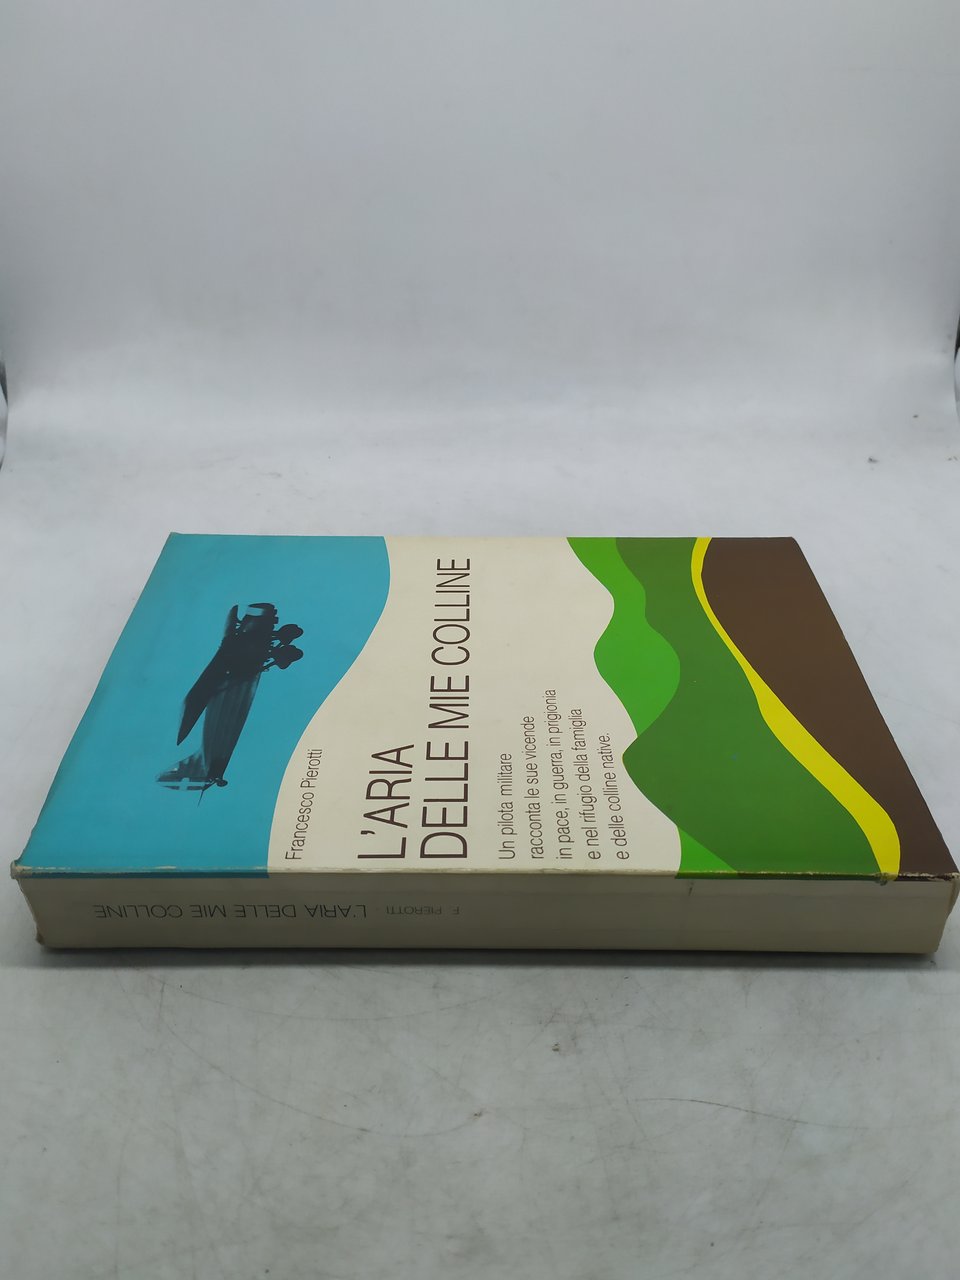 Francesco Pierotti
L'ARIA
DELLE MIE COLLINE
Un pilota militare
racconta le sue vicende
in pace, in guerra, in prigionia
e nel rifugio della famiglia
e delle colline native.
F. PIEROTTI - L'ARIA DELLE MIE COLLINE